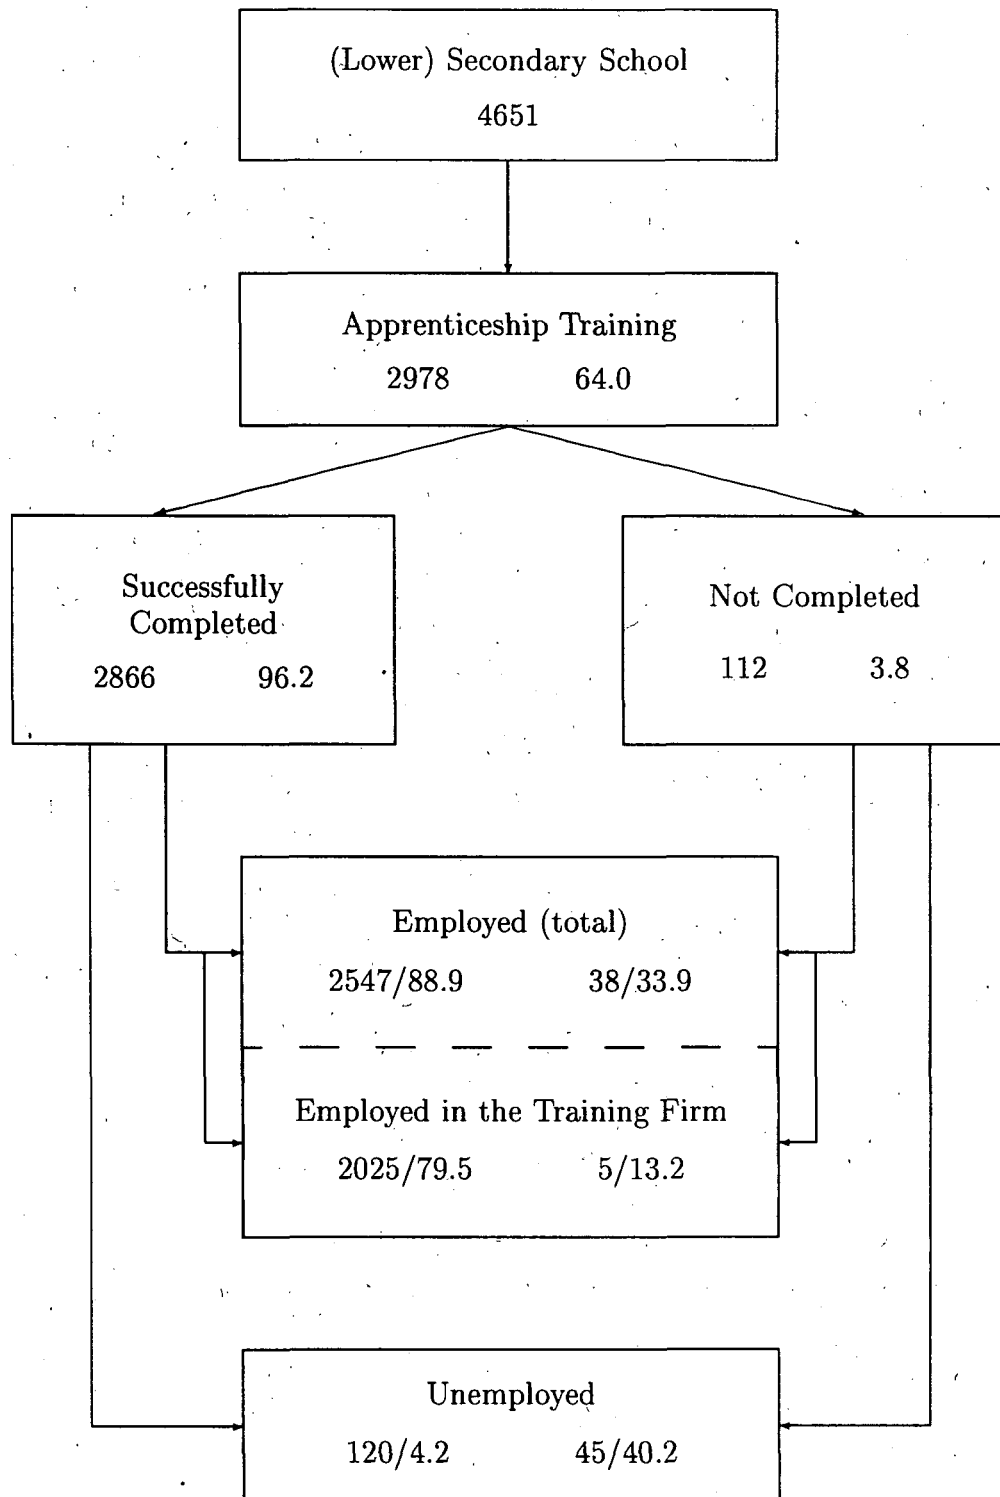 (Lower) Secondary School
4651
Apprenticeship Training
2978 64.0
Successfully
Completed
2866 96.2
Not Completed
112 3.8
Employed (total)
2547/88.9 38/33.9
Employed in the Training Firm
2025/79.5 5/13.2
Unemployed
120/4.2 45/40.2